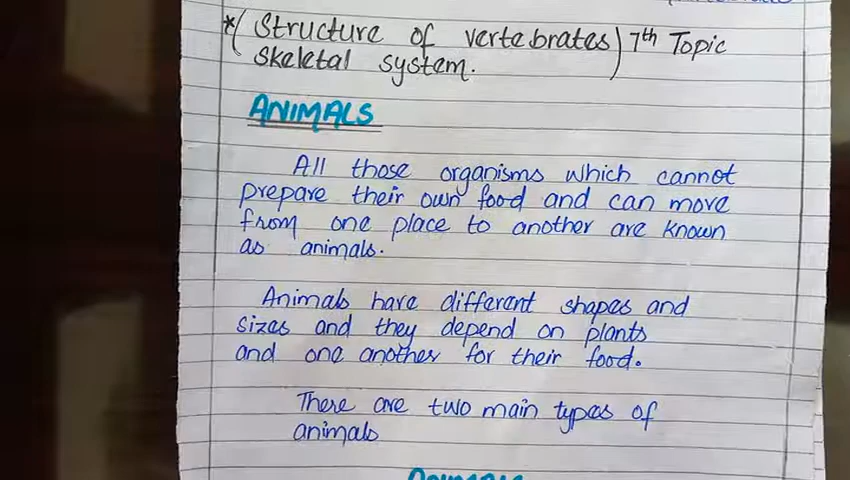 *( Structure of vertebrates) 7th Topic
skeletal system.
ANIMALS
All those organisms which cannot
prepare their own food and can move
from one place to another are known
as animals.
Animals have different shapes and
sizes and they depend on plants
and one another for their food.
There are two main types of
animals